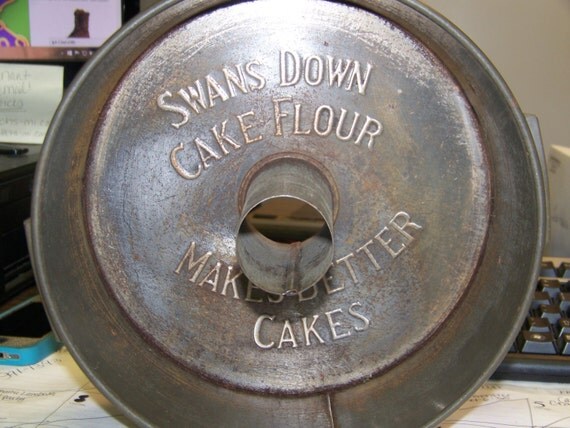 SWANS DOWN
CAKE FLOUR
MAKES BETTER
CAKES